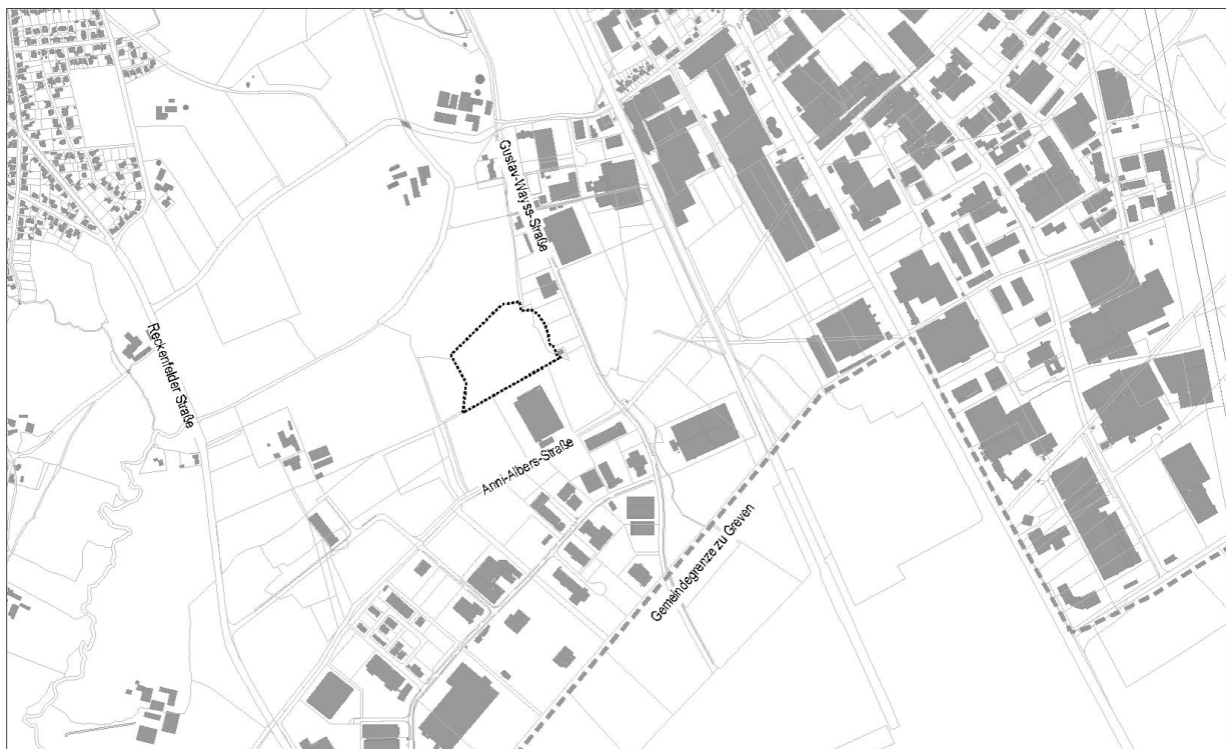 Gustav-Wayss-Straße
Reckenfelder Straße
Anni-Albers-Straße
Gemeindegrenze zu Greven